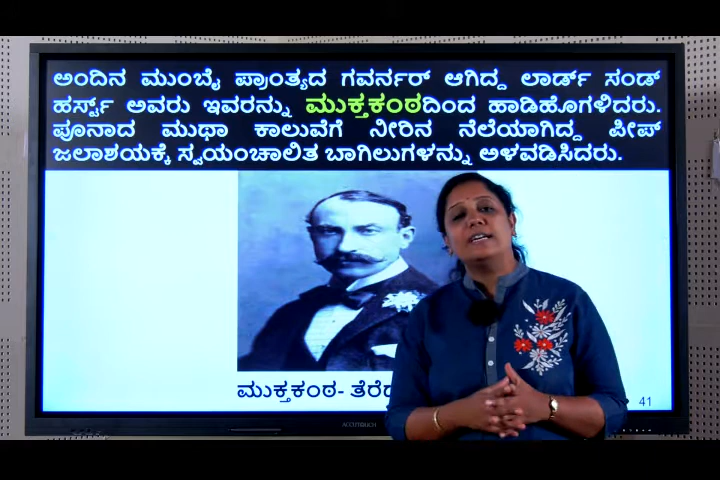 ಅಂದಿನ ಮುಂಬೈ ಪ್ರಾಂತ್ಯದ ಗವರ್ನರ್ ಆಗಿದ್ದ ಲಾರ್ಡ್ ಸಂಡ್
ಹರ್ಸ್ಟ್ ಅವರು ಇವರನ್ನು ಮುಕ್ತಕಂಠದಿಂದ ಹಾಡಿಹೊಗಳಿದರು.
ಪೂನಾದ ಮುಥಾ ಕಾಲುವೆಗೆ ನೀರಿನ ನೆಲೆಯಾಗಿದ್ದ ಪೀಪ್
ಜಲಾಶಯಕ್ಕೆ ಸ್ವಯಂಚಾಲಿತ ಬಾಗಿಲುಗಳನ್ನು ಅಳವಡಿಸಿದರು.
ಮುಕ್ತಕಂಠ-
41